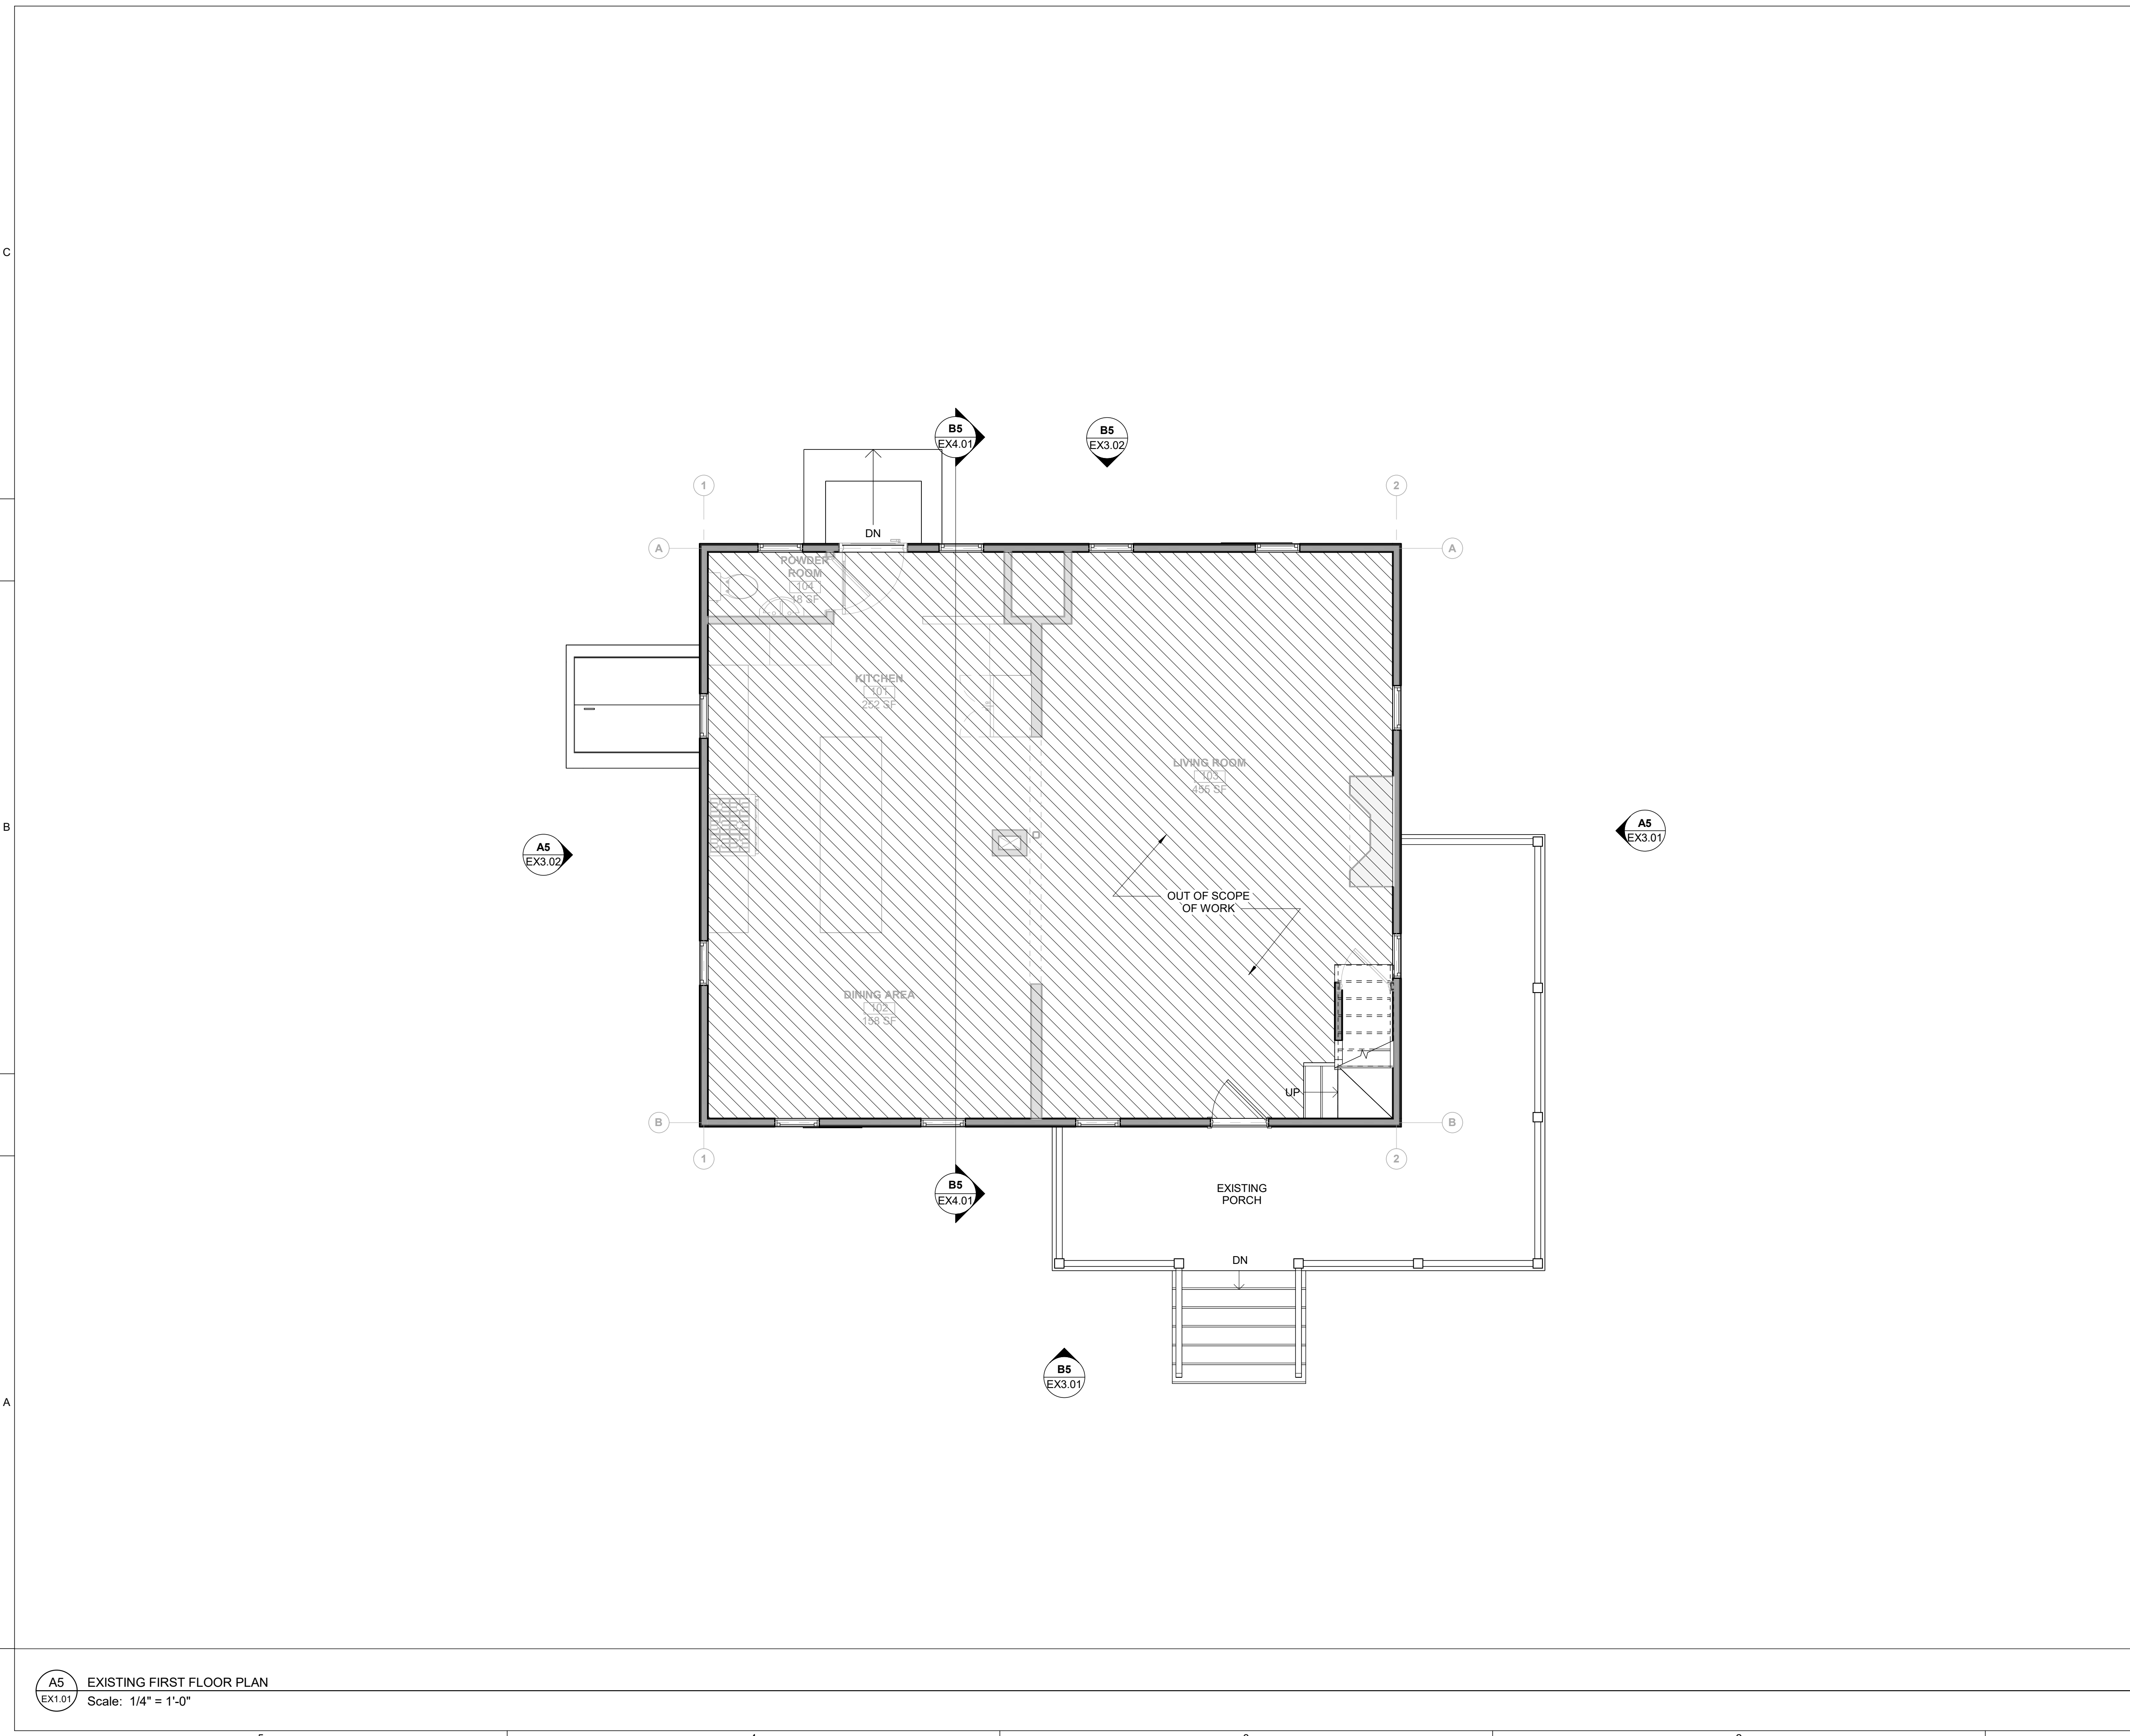 C
B
A
B5
EX4.01
B5
EX3.02
1
2
DN
A
A
POWDER
ROOM
104
18 SF
KITCHEN
101
252 SF
LIVING ROOM
103
455 SF
A5
EX3.02
A5
EX3.01
OUT OF SCOPE
OF WORK
DINING AREA
102
158 SF
UP
B
B
1
2
B5
EX4.01
EXISTING
PORCH
DN
B5
EX3.01
A5
EX1.01
EXISTING FIRST FLOOR PLAN
Scale: 1/4" = 1'-0"